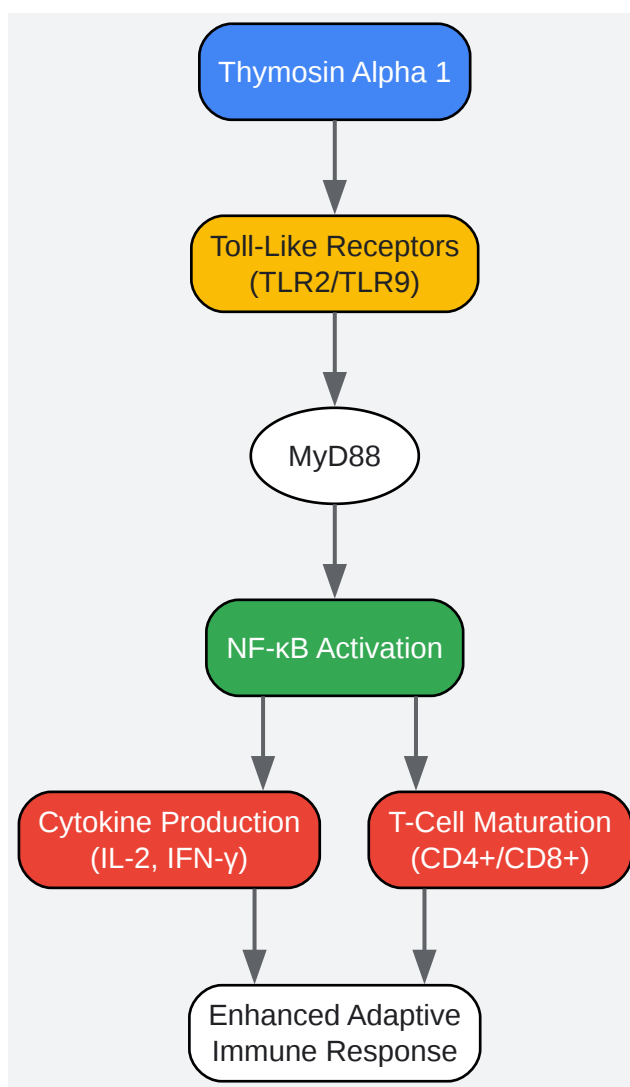 Thymosin Alpha 1
Toll-Like Receptors
(TLR2/TLR9)
MyD88
NF-κB Activation
Cytokine Production
(IL-2, IFN-γ)
T-Cell Maturation
(CD4+/CD8+)
Enhanced Adaptive
Immune Response